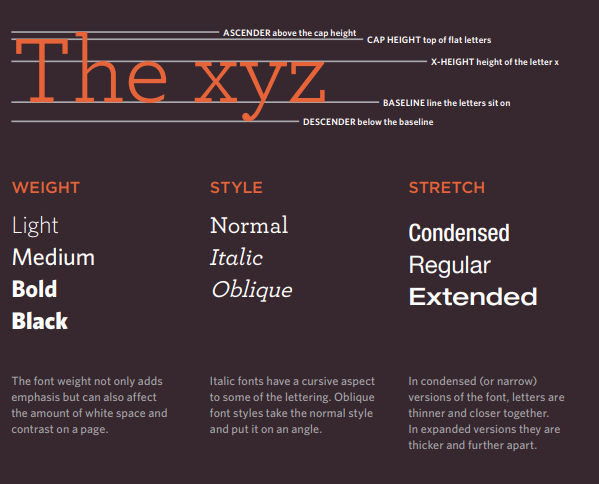 ASCENDER above the cap height
CAP HEIGHT top of flat letters
The xyz
X-HEIGHT height of the letter x
BASELINE line the letters sit on
DESCENDER below the baseline
WEIGHT
Light
Medium
Bold
Black
The font weight not only adds
emphasis but can also affect
the amount of white space and
contrast on a page.
STYLE
Normal
Italic
Oblique
Italic fonts have a cursive aspect
to some of the lettering. Oblique
font styles take the normal style
and put it on an angle.
STRETCH
Condensed
Regular
Extended
In condensed (or narrow)
versions of the font, letters are
thinner and closer together.
In expanded versions they are
thicker and further apart.